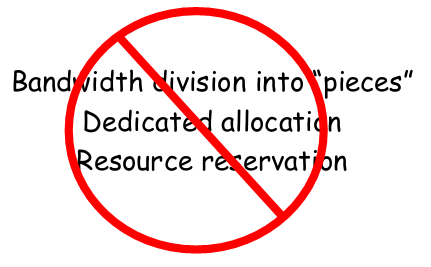 Bandwidth division into “pieces”
Dedicated allocation
Resource reservation